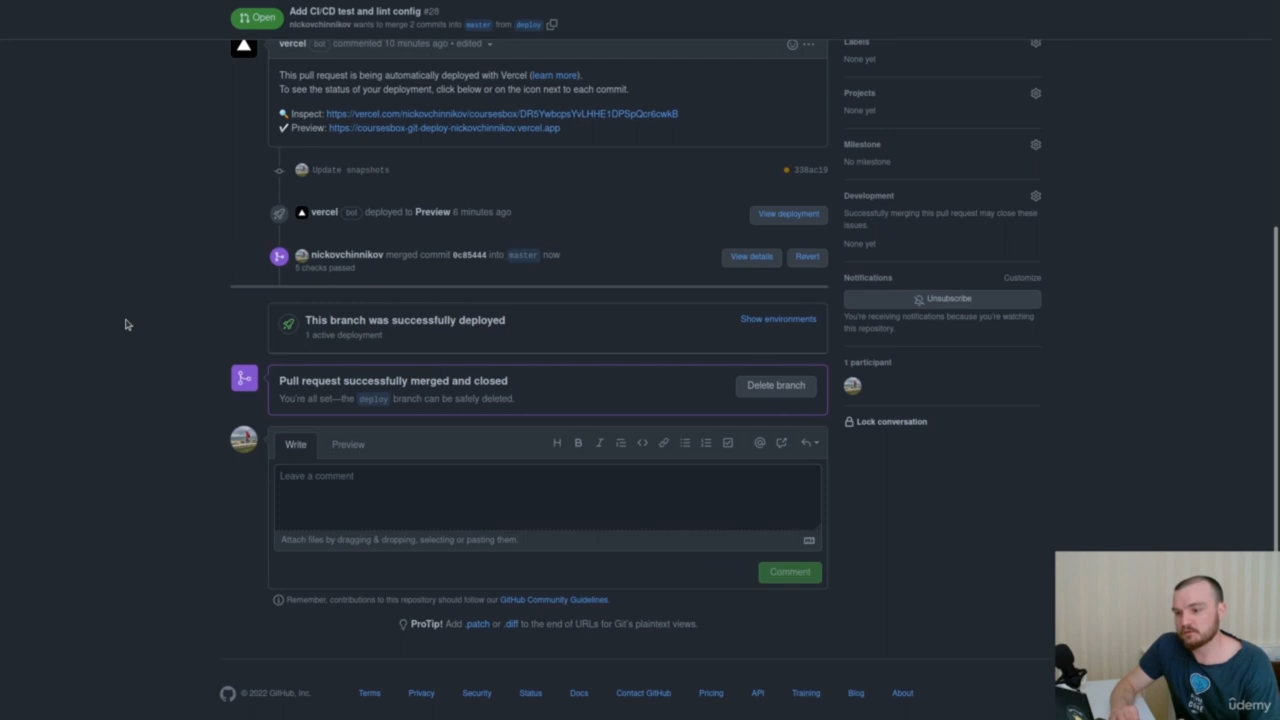 Open
Add CI/CD test and lint config #28
nickovchinnikov wants to merge 2 commits into master from deploy
vercel bot commented 10 minutes ago • edited
This pull request is being automatically deployed with Vercel (learn more).
To see the status of your deployment, click below or on the icon next to each commit.
🔍 Inspect: https://vercel.com/nickovchinnikov/coursesbox/DR5YwbcpsYvLHHE1DPSpQcr6cwkB
✔ Preview: https://coursesbox-git-deploy-nickovchinnikov.vercel.app
Update snapshots 338ac19
vercel bot deployed to Preview 6 minutes ago View deployment
nickovchinnikov merged commit 0c85444 into master now View details Revert
5 checks passed
This branch was successfully deployed Show environments
1 active deployment
Pull request successfully merged and closed
You're all set—the deploy branch can be safely deleted.
Delete branch
Write Preview
Leave a comment
Attach files by dragging & dropping, selecting or pasting them.
Comment
Remember, contributions to this repository should follow our GitHub Community Guidelines.
ProTip! Add .patch or .diff to the end of URLs for Git's plaintext views.
Labels
None yet
Projects
None yet
Milestone
No milestone
Development
Successfully merging this pull request may close these
issues.
None yet
Notifications Customize
Unsubscribe
You're receiving notifications because you're watching
this repository.
1 participant
Lock conversation
© 2022 GitHub, Inc. Terms Privacy Security Status Docs Contact GitHub Pricing API Training Blog About
udemy